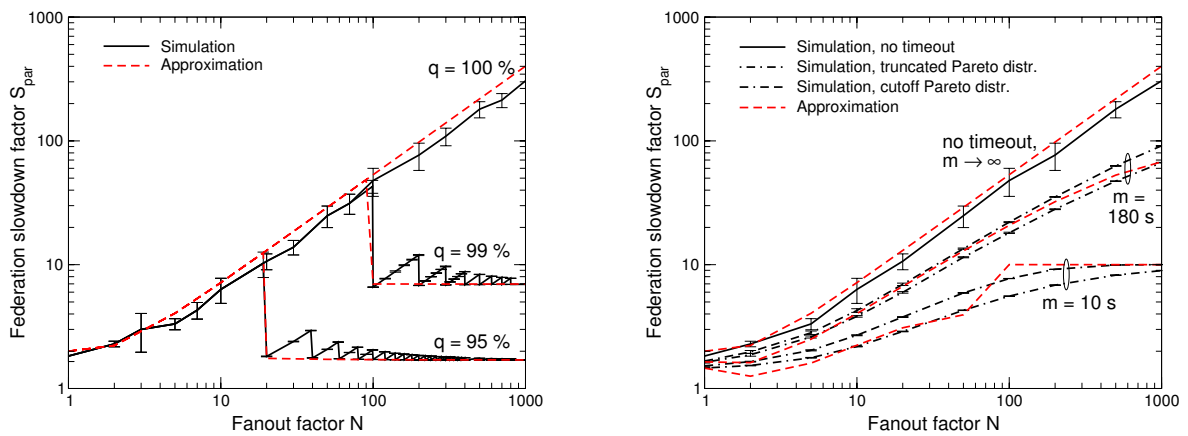 1000
Simulation
Approximation
q = 100 %
100
q = 99 %
10
q = 95 %
1
1 10 100 1000
Fanout factor N
Federation slowdown factor S_par
1000
Simulation, no timeout
Simulation, truncated Pareto distr.
Simulation, cutoff Pareto distr.
Approximation
100
no timeout,
m → ∞
m =
180 s
10
m = 10 s
1
1 10 100 1000
Fanout factor N
Federation slowdown factor S_par